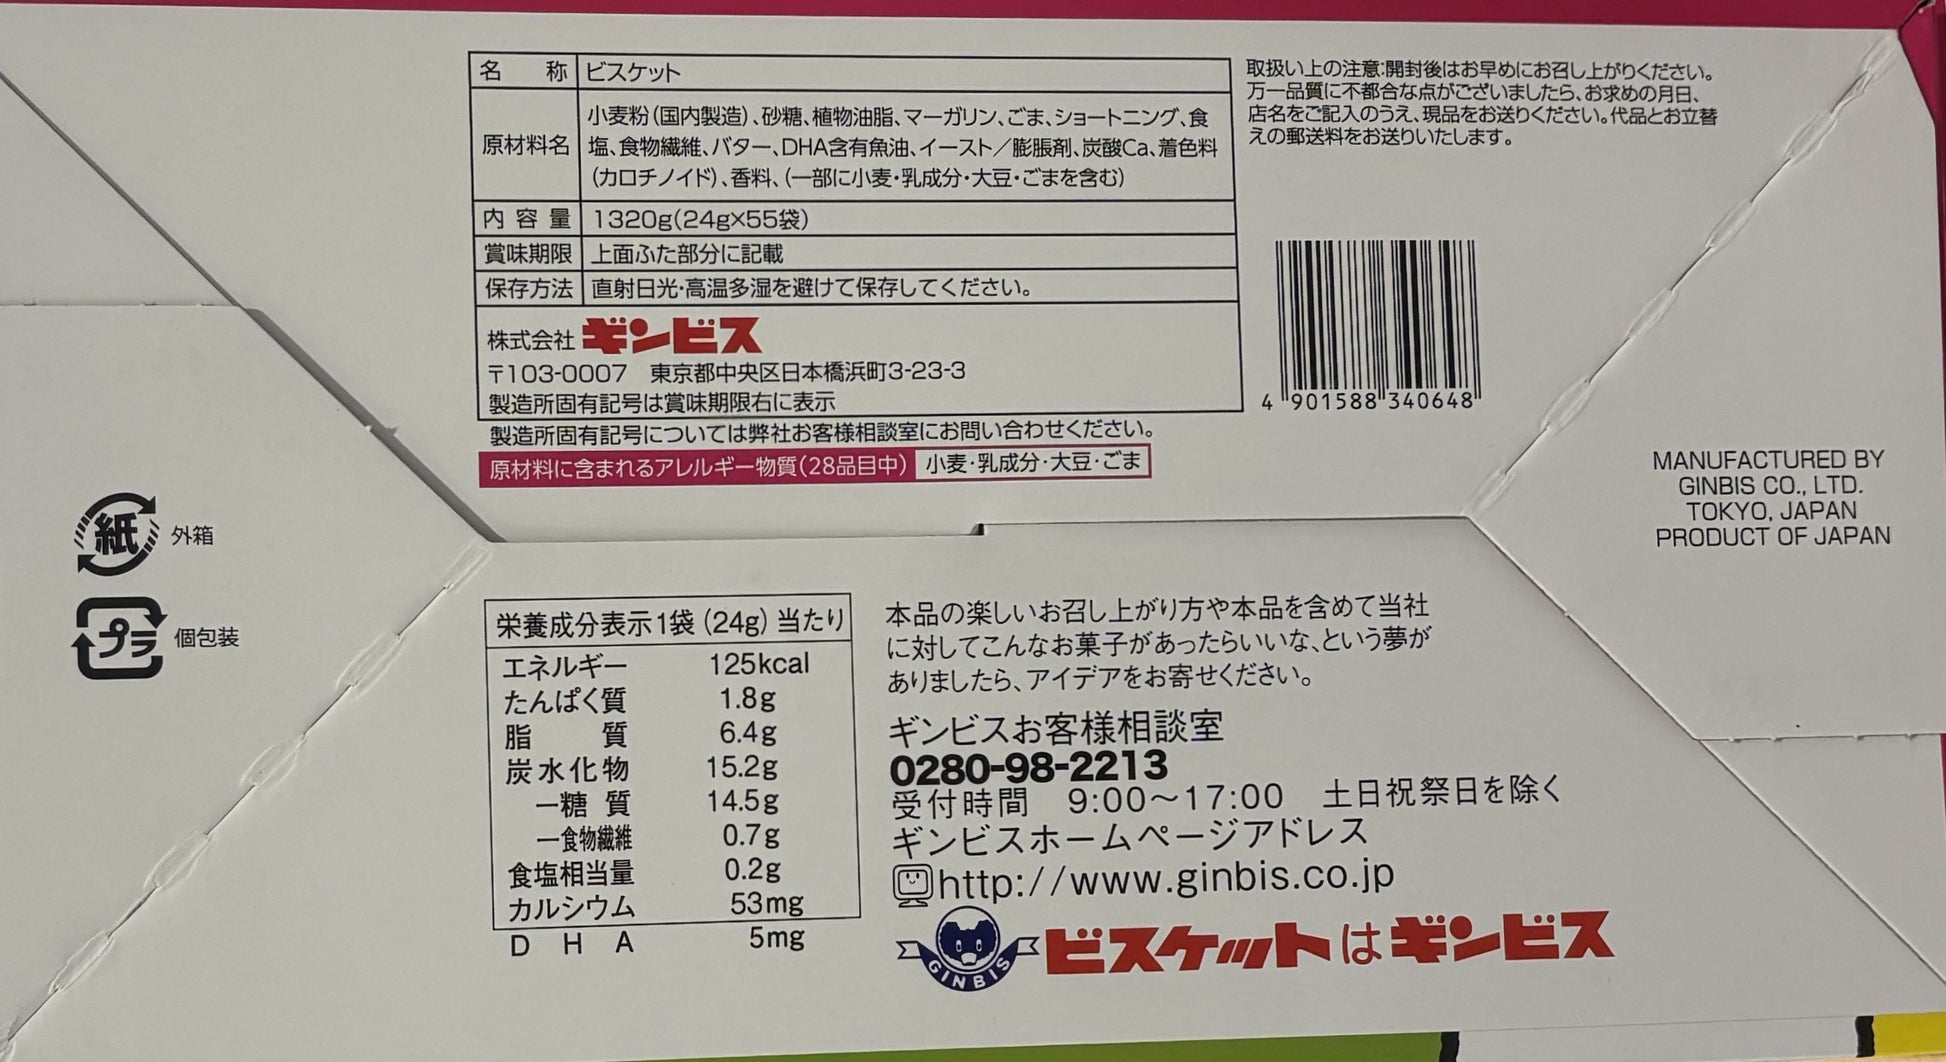 名 称 ビスケット
原材料名 小麦粉(国内製造)、砂糖、植物油脂、マーガリン、ごま、ショートニング、食
塩、食物繊維、バター、DHA含有魚油、イースト/膨脹剤、炭酸Ca、着色料
(カロチノイド)、香料、(一部に小麦・乳成分・大豆・ごまを含む)
内容量 1320g(24g×55袋)
賞味期限 上面ふた部分に記載
保存方法 直射日光・高温多湿を避けて保存してください。
株式会社 ギンビス
〒103-0007 東京都中央区日本橋浜町3-23-3
製造所固有記号は賞味期限右に表示
製造所固有記号については弊社お客様相談室にお問い合わせください。
原材料に含まれるアレルギー物質(28品目中) 小麦・乳成分・大豆・ごま
取扱い上の注意:開封後はお早めにお召し上がりください。
万一品質に不都合な点がございましたら、お求めの月日、
店名をご記入のうえ、現品をお送りください。代品とお立替
えの郵送料をお送りいたします。
4 901588 340648
MANUFACTURED BY
GINBIS CO., LTD.
TOKYO, JAPAN
PRODUCT OF JAPAN
紙 外箱
プラ 個包装
栄養成分表示1袋(24g)当たり
エネルギー 125kcal
たんぱく質 1.8g
脂 質 6.4g
炭水化物 15.2g
－糖 質 14.5g
－食物繊維 0.7g
食塩相当量 0.2g
カルシウム 53mg
D H A 5mg
本品の楽しいお召し上がり方や本品を含めて当社
に対してこんなお菓子があったらいいな、という夢が
ありましたら、アイデアをお寄せください。
ギンビスお客様相談室
0280-98-2213
受付時間 9:00～17:00 土日祝祭日を除く
ギンビスホームページアドレス
http://www.ginbis.co.jp
GINBIS
ビスケットはギンビス